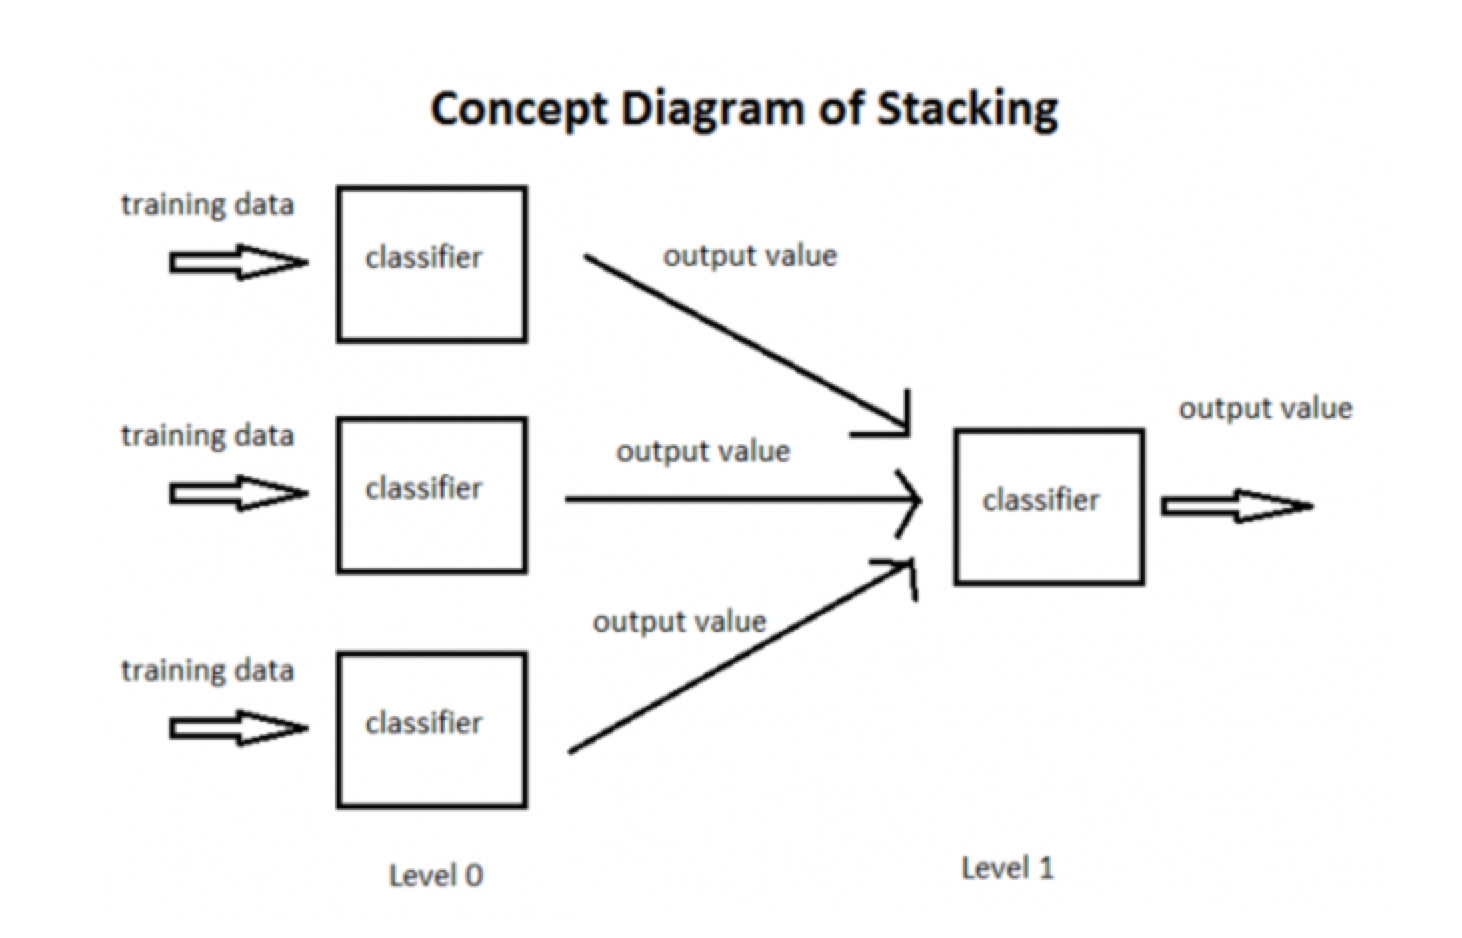 Concept Diagram of Stacking
training data
classifier
output value
training data
classifier
output value
output value
classifier
output value
training data
classifier
Level 0
Level 1